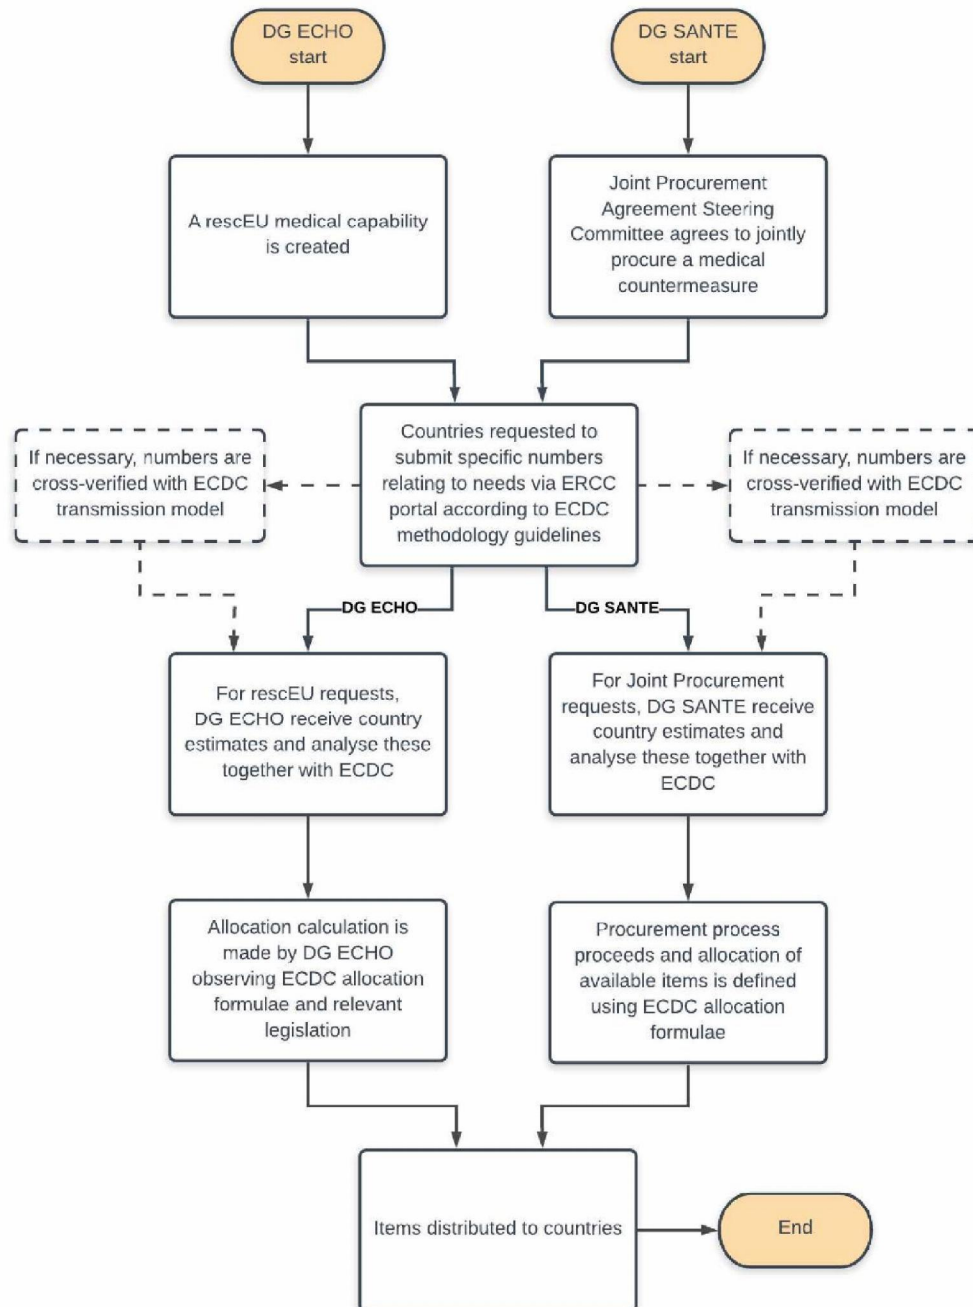 DG ECHO
start
DG SANTE
start
A rescEU medical capability
is created
Joint Procurement
Agreement Steering
Committee agrees to jointly
procure a medical
countermeasure
If necessary, numbers are
cross-verified with ECDC
transmission model
Countries requested to
submit specific numbers
relating to needs via ERCC
portal according to ECDC
methodology guidelines
If necessary, numbers are
cross-verified with ECDC
transmission model
DG ECHO
DG SANTE
For rescEU requests,
DG ECHO receive country
estimates and analyse these
together with ECDC
For Joint Procurement
requests, DG SANTE receive
country estimates and
analyse these together with
ECDC
Allocation calculation is
made by DG ECHO
observing ECDC allocation
formulae and relevant
legislation
Procurement process
proceeds and allocation of
available items is defined
using ECDC allocation
formulae
Items distributed to countries
End